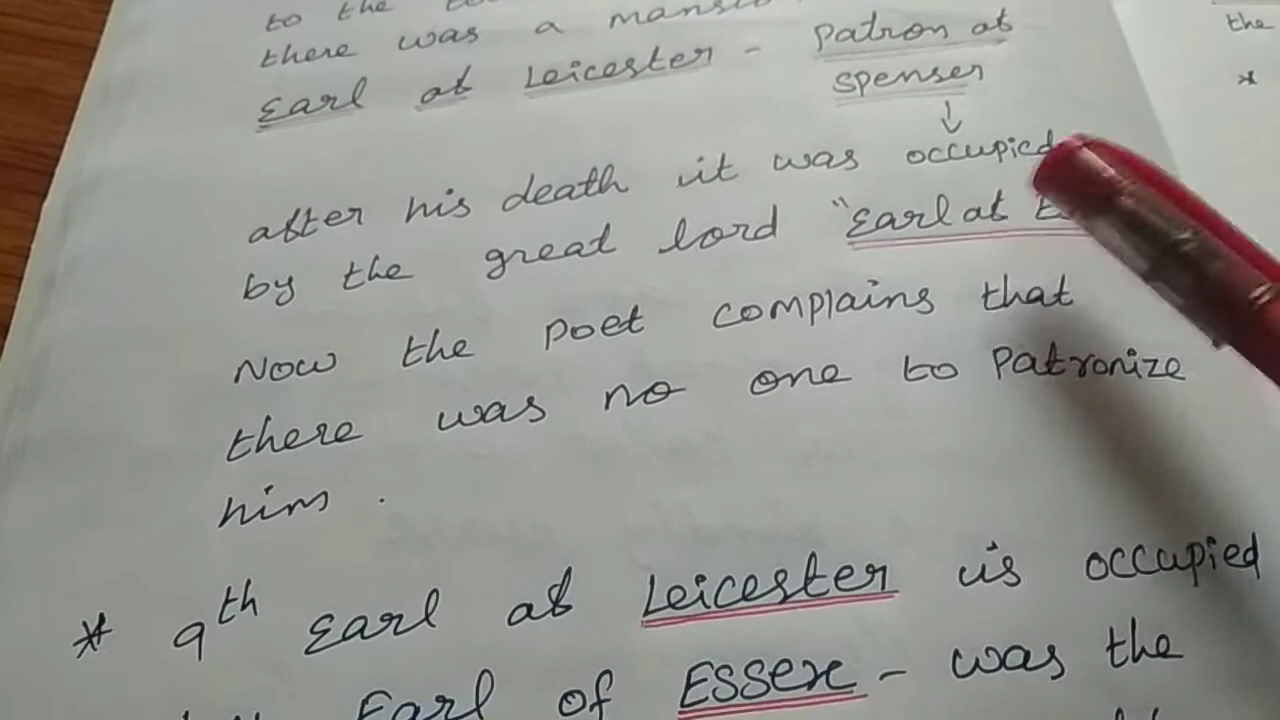 to the
there was a
Earl of Leicester - Patron of
Spenser
↓
after his death it was occupied
by the great lord "Earl of
Now the poet complains that
there was no one to Patronize
him .
* 9th Earl of Leicester is occupied
Earl of ESSex - was the
the
*